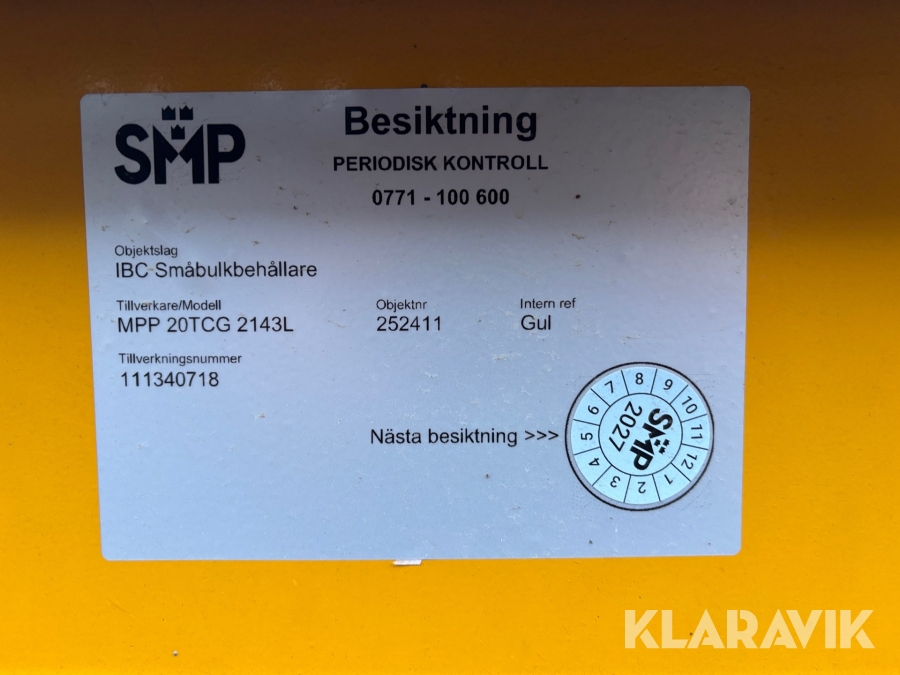 SMP
Besiktning
PERIODISK KONTROLL
0771 - 100 600
Objektslag
IBC Småbulkbehållare
Tillverkare/Modell
MPP 20TCG 2143L
Objektnr
252411
Intern ref
Gul
Tillverkningsnummer
111340718
Nästa besiktning >>>
1 2 3 4 5 6 7 8 9 10 11 12
SMP
2027
KLARAVIK